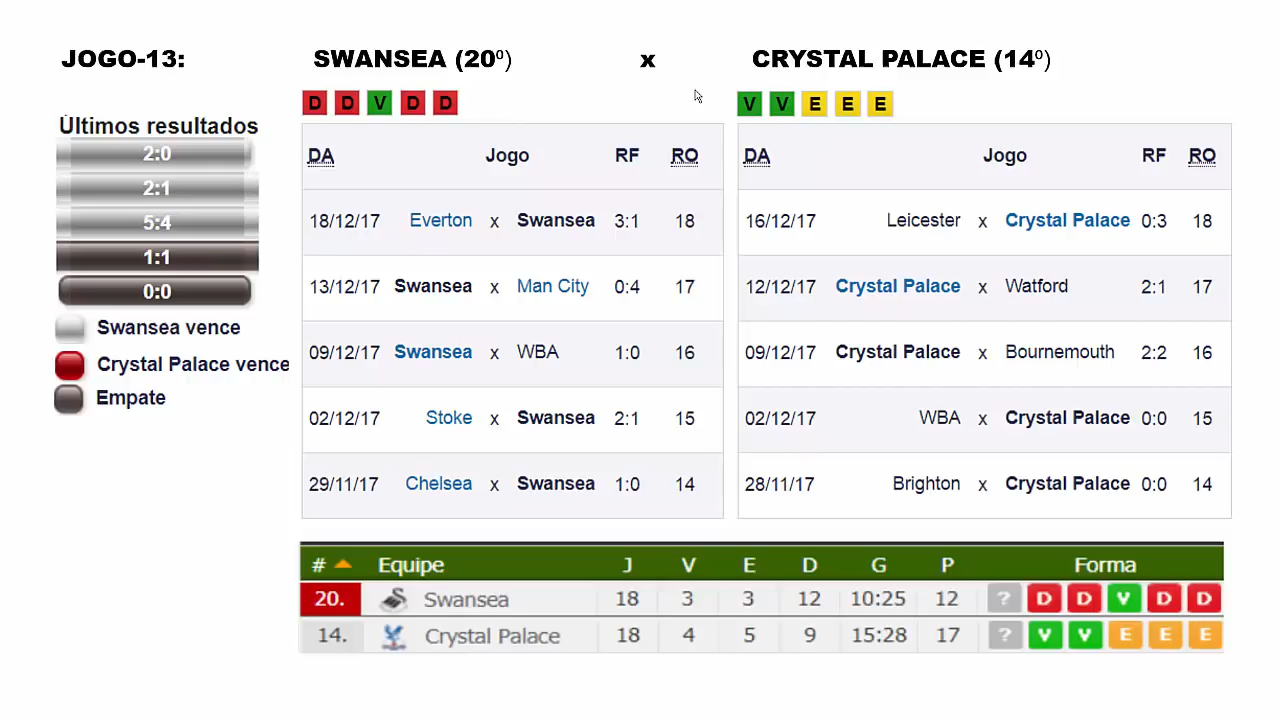 JOGO-13: SWANSEA (20º) x CRYSTAL PALACE (14º)
D D V D D V V E E E
Últimos resultados
2:0
2:1
5:4
1:1
0:0
Swansea vence
Crystal Palace vence
Empate
DA Jogo RF RO
18/12/17 Everton x Swansea 3:1 18
13/12/17 Swansea x Man City 0:4 17
09/12/17 Swansea x WBA 1:0 16
02/12/17 Stoke x Swansea 2:1 15
29/11/17 Chelsea x Swansea 1:0 14
DA Jogo RF RO
16/12/17 Leicester x Crystal Palace 0:3 18
12/12/17 Crystal Palace x Watford 2:1 17
09/12/17 Crystal Palace x Bournemouth 2:2 16
02/12/17 WBA x Crystal Palace 0:0 15
28/11/17 Brighton x Crystal Palace 0:0 14
# Equipe J V E D G P Forma
20. Swansea 18 3 3 12 10:25 12 ? D D V D D
14. Crystal Palace 18 4 5 9 15:28 17 ? V V E E E